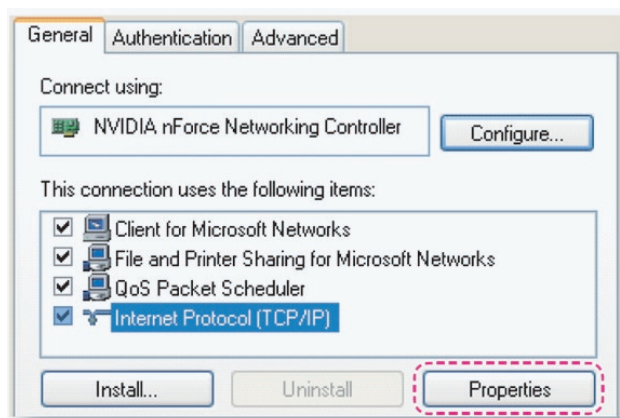 General Authentication Advanced
Connect using:
NVIDIA nForce Networking Controller Configure...
This connection uses the following items:
Client for Microsoft Networks
File and Printer Sharing for Microsoft Networks
QoS Packet Scheduler
Internet Protocol (TCP/IP)
Install... Uninstall Properties